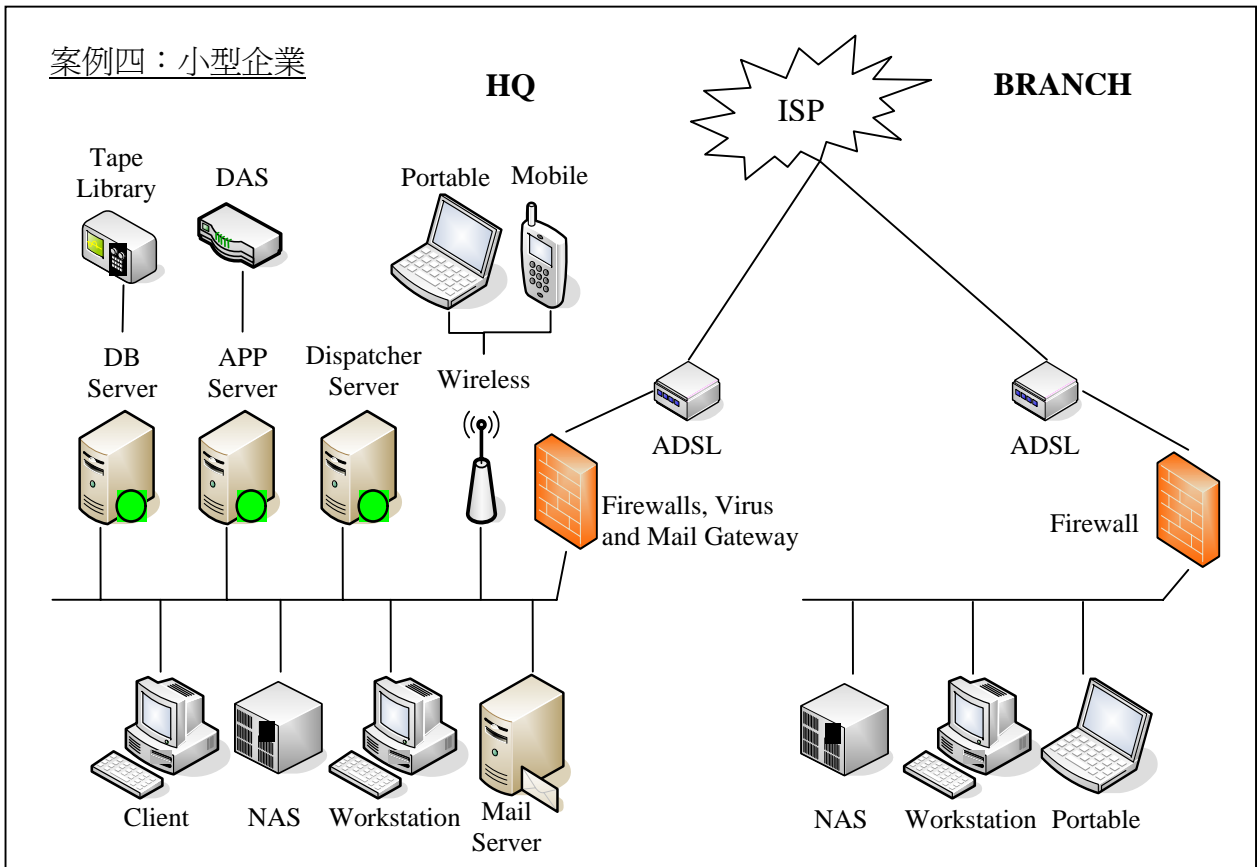 案例四：小型企業
HQ
ISP
BRANCH
Tape
Library
DAS
Portable
Mobile
DB
Server
APP
Server
Dispatcher
Server
Wireless
ADSL
ADSL
Firewalls, Virus
and Mail Gateway
Firewall
Client
NAS
Workstation
Mail
Server
NAS
Workstation
Portable